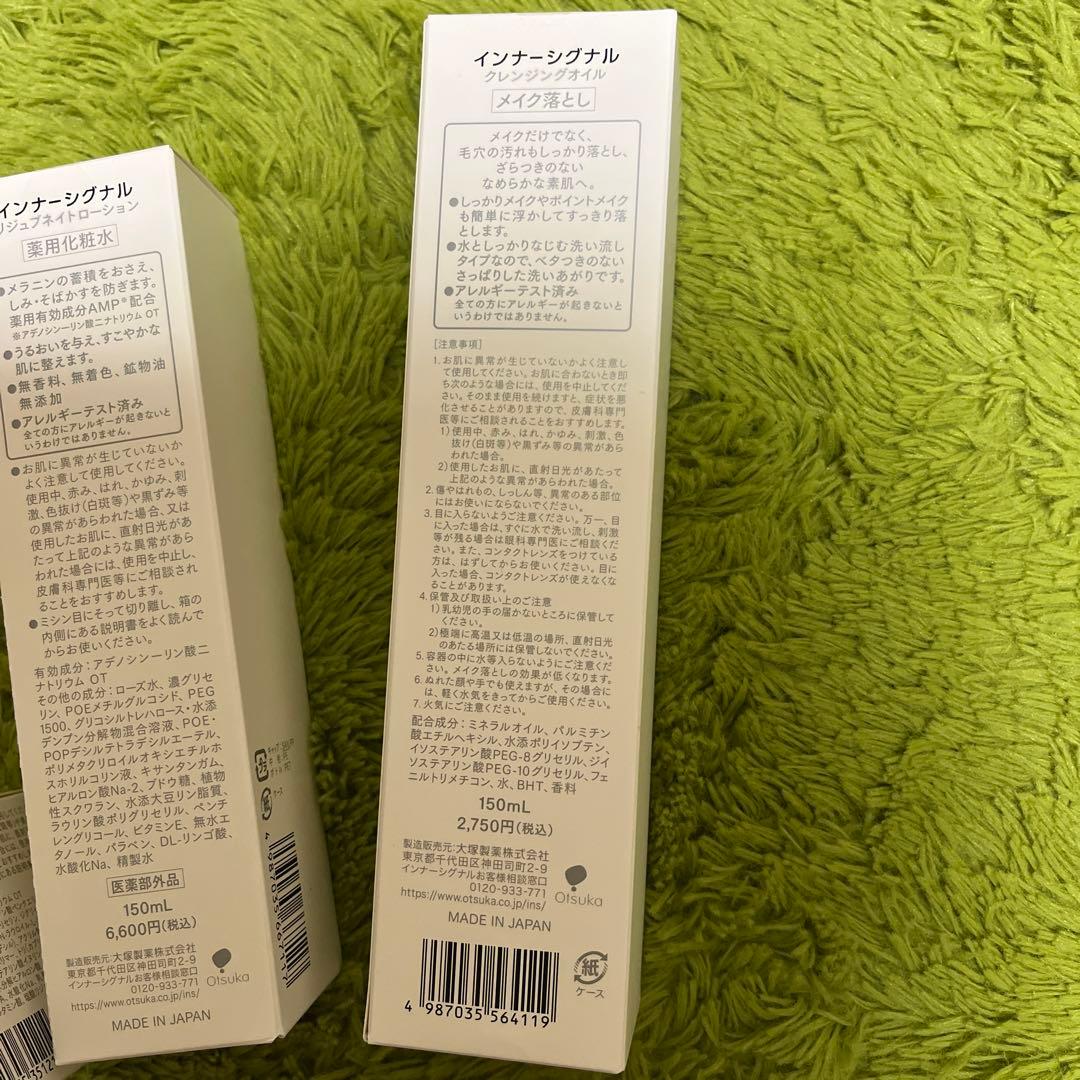 インナーシグナル
リジュブネイトローション
薬用化粧水
●メラニンの蓄積をおさえ、
しみ・そばかすを防ぎます。
薬用有効成分AMP※配合
※アデノシン一リン酸二ナトリウム OT
●うるおいを与え、すこやかな
肌に整えます。
●無香料、無着色、鉱物油
無添加
●アレルギーテスト済み
全ての方にアレルギーが起きないと
いうわけではありません。
●お肌に異常が生じていないか
よく注意して使用してください。
使用中、赤み、はれ、かゆみ、刺
激、色抜け(白斑等)や黒ずみ等
の異常があらわれた場合、又は
使用したお肌に、直射日光があ
たって上記のような異常があら
われた場合には、使用を中止し、
皮膚科専門医等にご相談され
ることをおすすめします。
●ミシン目にそって切り離し、箱の
内側にある説明書をよく読んで
からお使いください。
有効成分：アデノシン一リン酸二
ナトリウム OT
その他の成分：ローズ水、濃グリセ
リン、POEメチルグルコシド、PEG
1500、グリコシルトレハロース・水添
デンプン分解物混合溶液、POE・
POPデシルテトラデシルエーテル、
ポリメタクリロイルオキシエチルホ
スホリルコリン液、キサンタンガム、
ヒアルロン酸Na-2、ブドウ糖、植物
性スクワラン、水添大豆リン脂質、
ラウリン酸ポリグリセリル、ペンチ
レングリコール、ビタミンE、無水エ
タノール、パラベン、DL-リンゴ酸、
水酸化Na、精製水
医薬部外品
150mL
6,600円(税込)
製造販売元:大塚製薬株式会社
東京都千代田区神田司町2-9
インナーシグナルお客様相談窓口
0120-933-771
https://www.otsuka.co.jp/ins/
Otsuka
MADE IN JAPAN
ケース
インナーシグナル
クレンジングオイル
メイク落とし
メイクだけでなく、
毛穴の汚れもしっかり落とし、
ざらつきのない
なめらかな素肌へ。
●しっかりメイクやポイントメイク
も簡単に浮かしてすっきり落
とします。
●水としっかりなじむ洗い流し
タイプなので、ベタつきのない
さっぱりした洗いあがりです。
●アレルギーテスト済み
全ての方にアレルギーが起きないと
いうわけではありません。
[注意事項]
1.お肌に異常が生じていないかよく注意し
て使用してください。お肌に合わないとき即
ち次のような場合には、使用を中止してくだ
さい。そのまま使用を続けますと、症状を悪
化させることがありますので、皮膚科専門
医等にご相談されることをおすすめします。
1)使用中、赤み、はれ、かゆみ、刺激、色
抜け(白斑等)や黒ずみ等の異常があら
われた場合。
2)使用したお肌に、直射日光があたって
上記のような異常があらわれた場合。
2.傷やはれもの、しっしん等、異常のある部位
にはお使いにならないでください。
3.目に入らないようご注意ください。万一、目
に入った場合は、すぐに水で洗い流し、刺激
等が残る場合は眼科専門医にご相談くだ
さい。また、コンタクトレンズをつけている
方は、はずしてからお使いください。目に
入った場合、コンタクトレンズが使えなくな
ることがあります。
4.保管及び取扱い上のご注意
1)乳幼児の手の届かないところに保管して
ください。
2)極端に高温又は低温の場所、直射日光
のあたる場所には保管しないでください。
5.容器の中に水等入らないようにご注意くだ
さい。メイク落としの効果が低くなります。
6.ぬれた顔や手でも使えますが、その場合に
は、軽く水気をきってからご使用ください。
7.火気にご注意ください。
配合成分：ミネラルオイル、パルミチン
酸エチルヘキシル、水添ポリイソブテン、
イソステアリン酸PEG-8グリセリル、ジイ
ソステアリン酸PEG-10グリセリル、フェ
ニルトリメチコン、水、BHT、香料
150mL
2,750円(税込)
製造販売元:大塚製薬株式会社
東京都千代田区神田司町2-9
インナーシグナルお客様相談窓口
0120-933-771
https://www.otsuka.co.jp/ins/
Otsuka
MADE IN JAPAN
4 987035 564119
紙
ケース